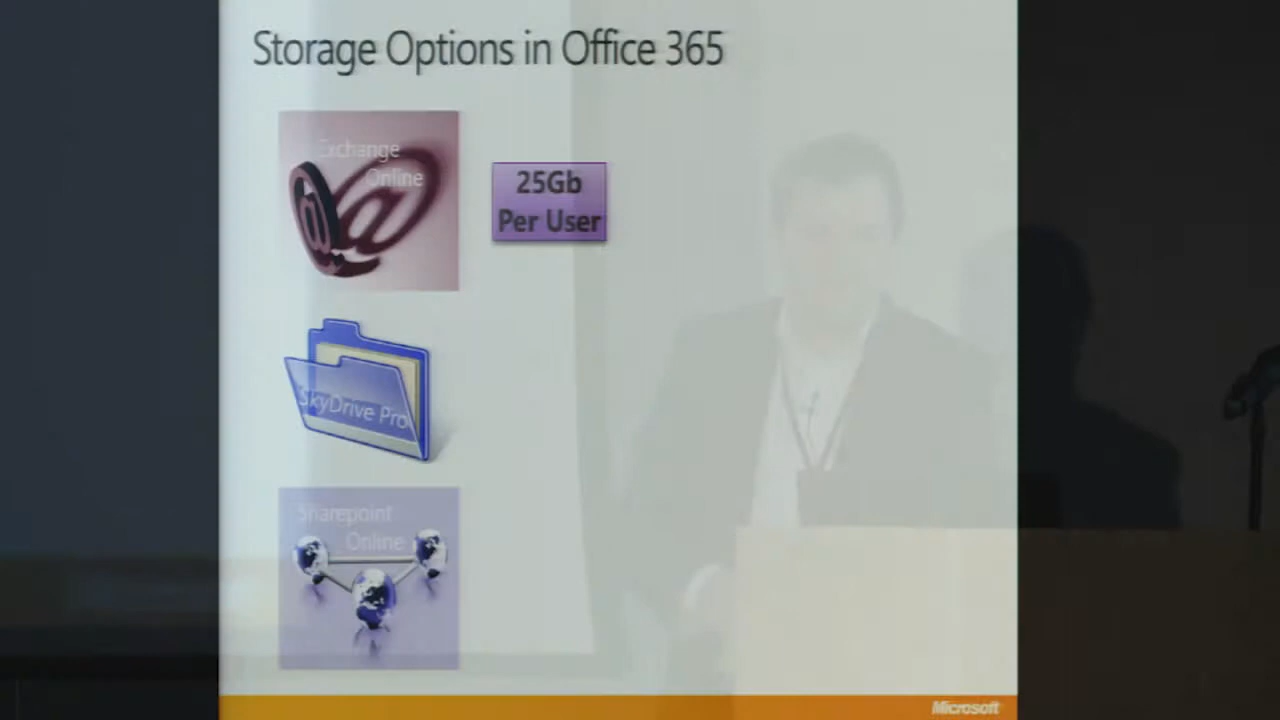 Storage Options in Office 365
Exchange
Online
25Gb
Per User
SkyDrive Pro
Sharepoint
Online
Microsoft